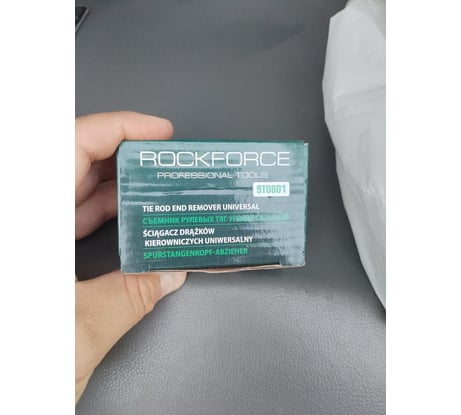 ROCKFORCE
PROFESSIONAL TOOLS
9T0801
TIE ROD END REMOVER UNIVERSAL
СЪЕМНИК РУЛЕВЫХ ТЯГ УНИВЕРСАЛЬНЫЙ
ŚCIĄGACZ DRĄŻKÓW
KIEROWNICZYCH UNIWERSALNY
SPURSTANGENKOPF-ABZIEHER